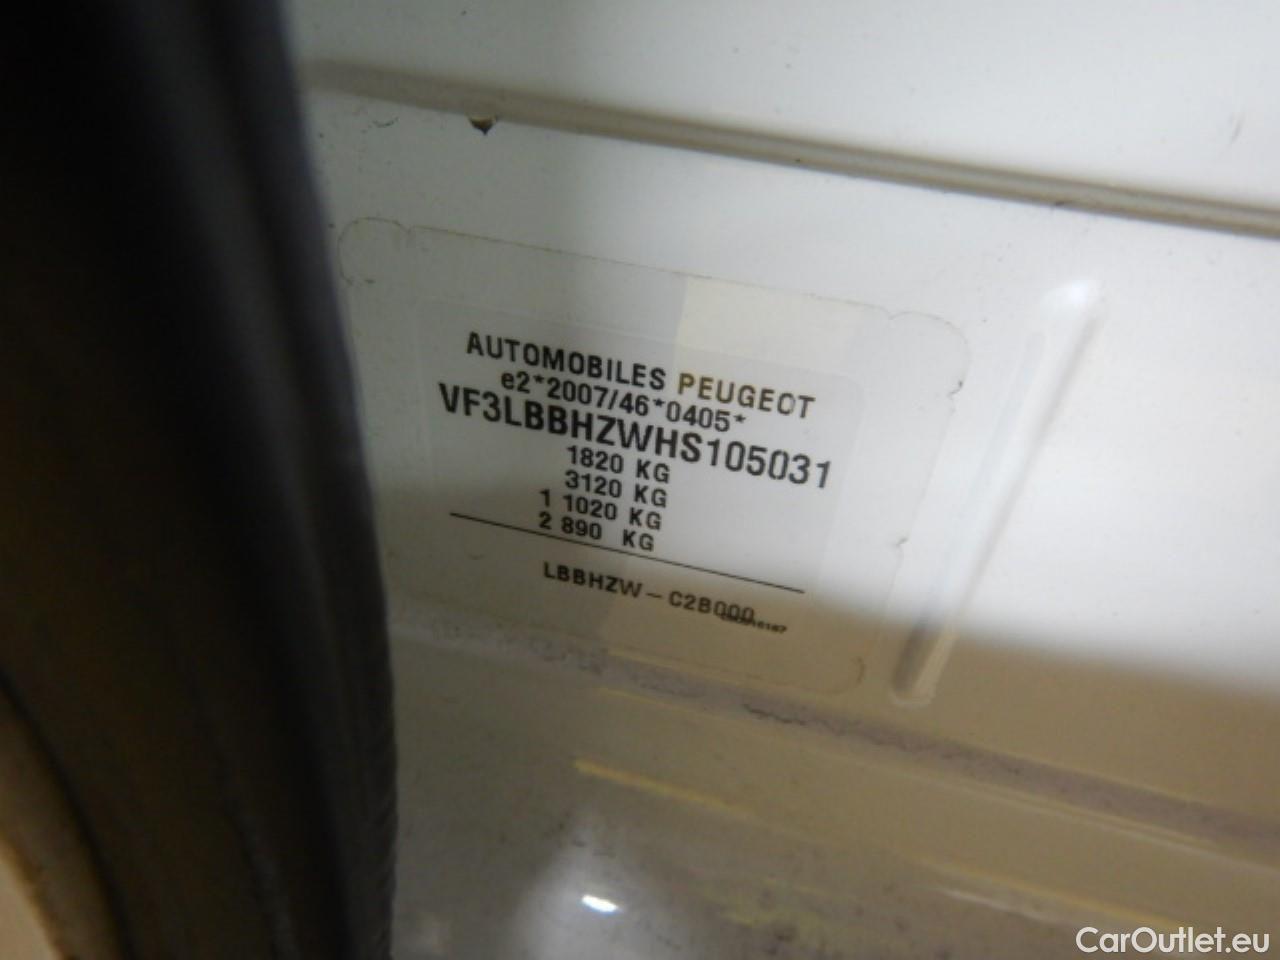 AUTOMOBILES PEUGEOT
e2*2007/46*0405*
VF3LBBHZWHS105031
1820 KG
3120 KG
1 1020 KG
2 890 KG
LBBHZW – C2B000
CarOutlet.eu